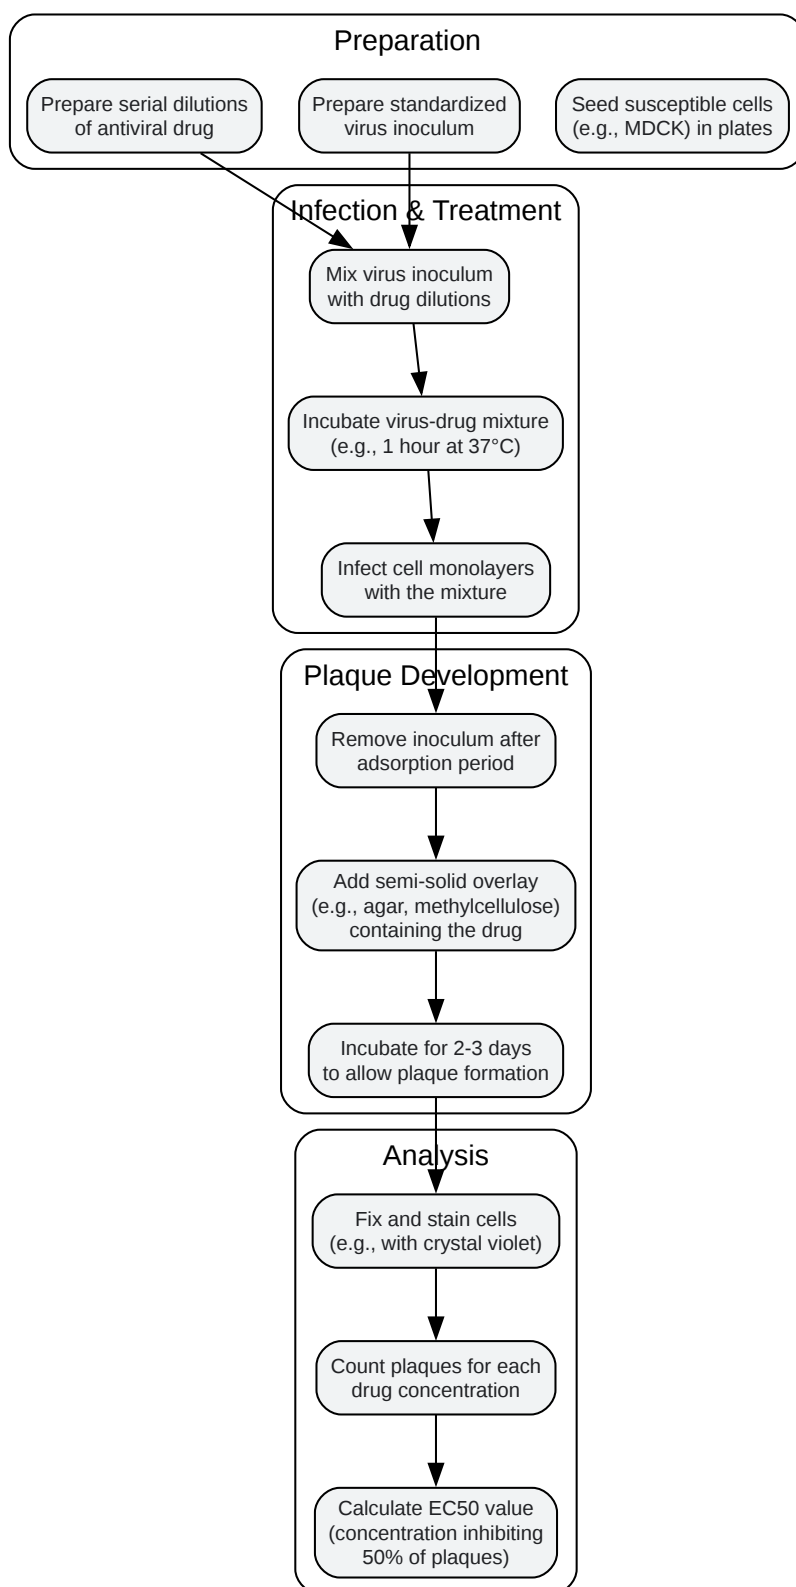 Preparation
Prepare serial dilutions
of antiviral drug
Prepare standardized
virus inoculum
Seed susceptible cells
(e.g., MDCK) in plates
Infection & Treatment
Mix virus inoculum
with drug dilutions
Incubate virus-drug mixture
(e.g., 1 hour at 37°C)
Infect cell monolayers
with the mixture
Plaque Development
Remove inoculum after
adsorption period
Add semi-solid overlay
(e.g., agar, methylcellulose)
containing the drug
Incubate for 2-3 days
to allow plaque formation
Analysis
Fix and stain cells
(e.g., with crystal violet)
Count plaques for each
drug concentration
Calculate EC50 value
(concentration inhibiting
50% of plaques)